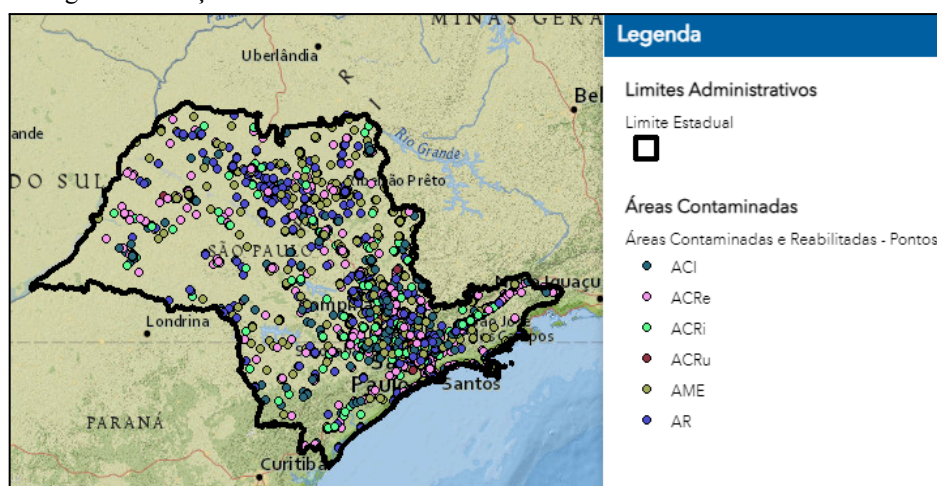 MINAS GERA
Uberlândia
R
I
Bel
ande
Rio Grande
DO SUL
Prêto
SÃO PAULO
Londrina
Santos
PARANÁ
Curitiba
Legenda
Limites Administrativos
Limite Estadual
Áreas Contaminadas
Áreas Contaminadas e Reabilitadas - Pontos
ACI
ACRe
ACRi
ACRu
AME
AR